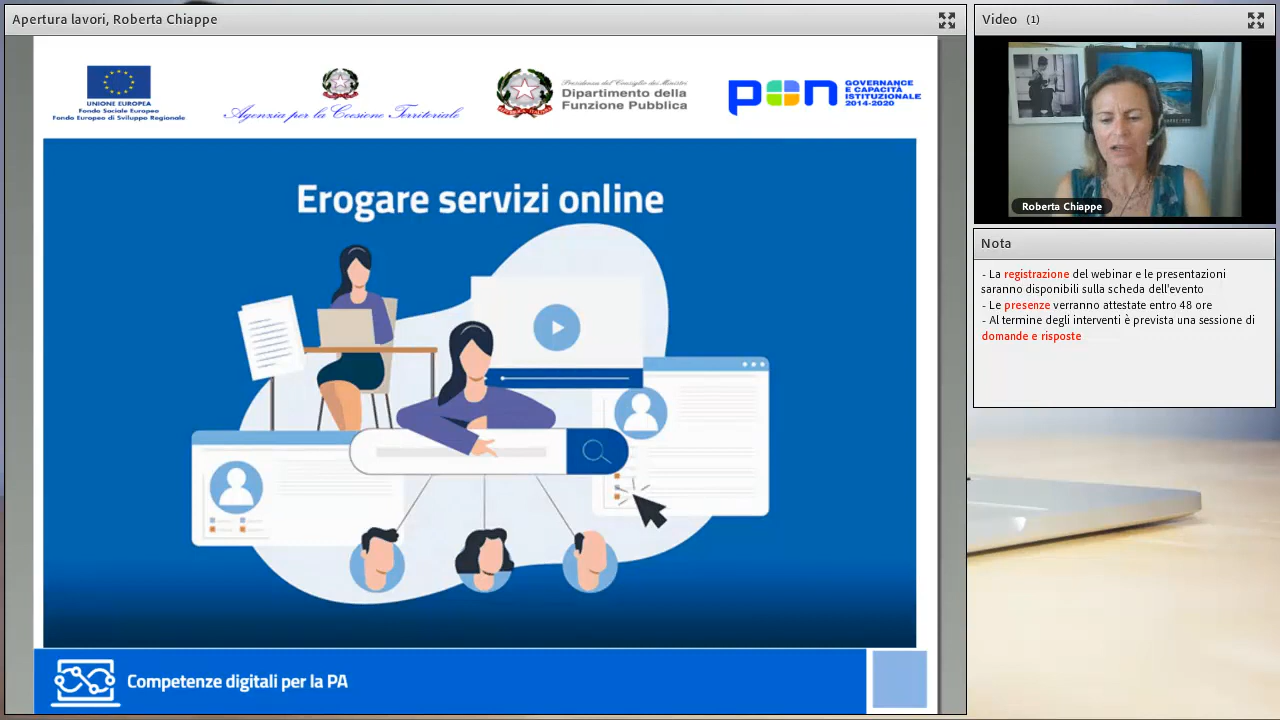 Apertura lavori, Roberta Chiappe
UNIONE EUROPEA
Fondo Sociale Europeo
Fondo Europeo di Sviluppo Regionale
Agenzia per la Coesione Territoriale
Presidenza del Consiglio dei Ministri
Dipartimento della
Funzione Pubblica
pon
GOVERNANCE
E CAPACITÀ
ISTITUZIONALE
2014-2020
Erogare servizi online
Competenze digitali per la PA
Video (1)
Roberta Chiappe
Nota
- La registrazione del webinar e le presentazioni
saranno disponibili sulla scheda dell'evento
- Le presenze verranno attestate entro 48 ore
- Al termine degli interventi è prevista una sessione di
domande e risposte